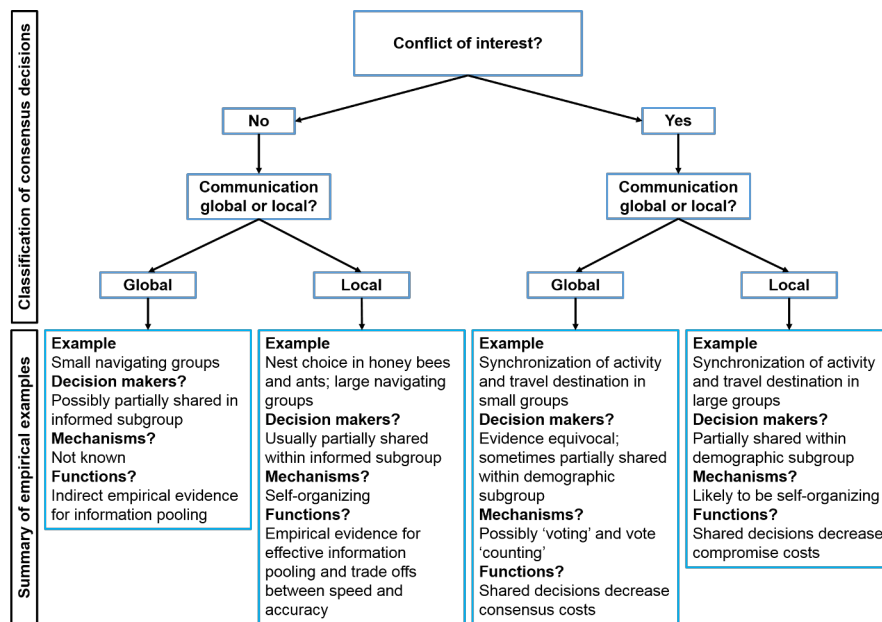 Classification of consensus decisions
Conflict of interest?
No
Yes
Communication
global or local?
Communication
global or local?
Global
Local
Global
Local
Summary of empirical examples
Example
Small navigating groups
Decision makers?
Possibly partially shared in
informed subgroup
Mechanisms?
Not known
Functions?
Indirect empirical evidence
for information pooling
Example
Nest choice in honey bees
and ants; large navigating
groups
Decision makers?
Usually partially shared
within informed subgroup
Mechanisms?
Self-organizing
Functions?
Empirical evidence for
effective information
pooling and trade offs
between speed and
accuracy
Example
Synchronization of activity
and travel destination in
small groups
Decision makers?
Evidence equivocal;
sometimes partially shared
within demographic
subgroup
Mechanisms?
Possibly ‘voting’ and vote
‘counting’
Functions?
Shared decisions decrease
consensus costs
Example
Synchronization of activity
and travel destination in
large groups
Decision makers?
Partially shared within
demographic subgroup
Mechanisms?
Likely to be self-organizing
Functions?
Shared decisions decrease
compromise costs